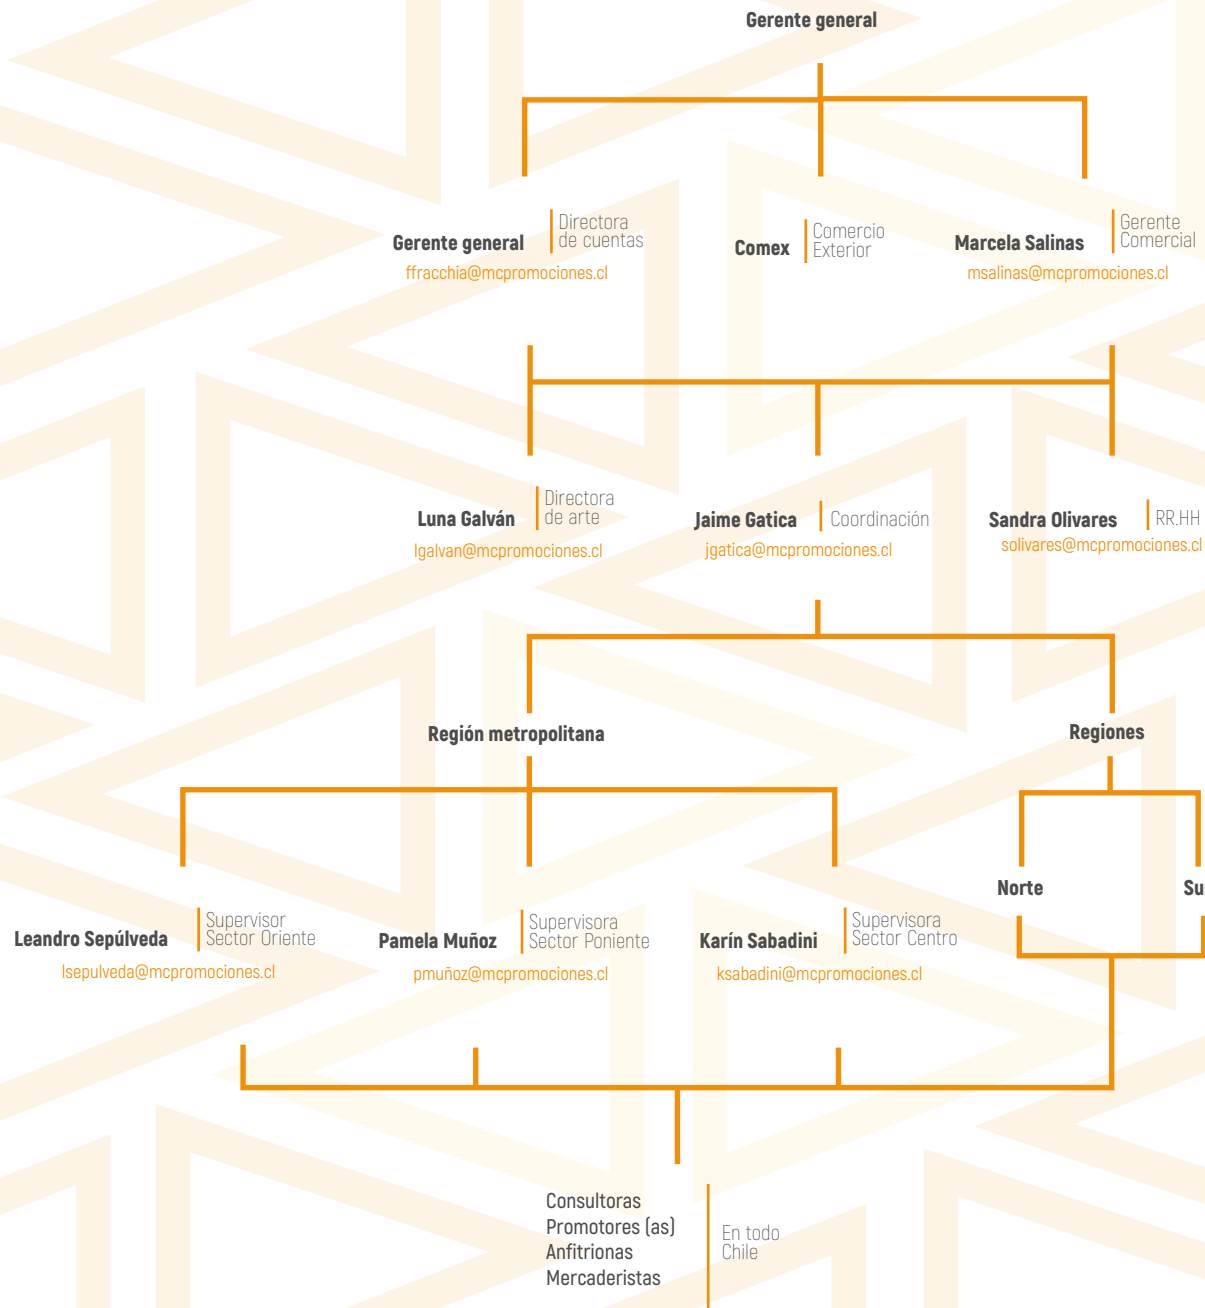 Gerente general
Gerente general
Directora
de cuentas
ffracchia@mcpromociones.cl
Comex
Comercio
Exterior
Marcela Salinas
Gerente
Comercial
msalinas@mcpromociones.cl
Luna Galván
Directora
de arte
lgalvan@mcpromociones.cl
Jaime Gatica
Coordinación
jgatica@mcpromociones.cl
Sandra Olivares
RR.HH
solivares@mcpromociones.cl
Región metropolitana
Regiones
Norte
Leandro Sepúlveda
Supervisor
Sector Oriente
lsepulveda@mcpromociones.cl
Pamela Muñoz
Supervisora
Sector Poniente
pmuñoz@mcpromociones.cl
Karín Sabadini
Supervisora
Sector Centro
ksabadini@mcpromociones.cl
Consultoras
Promotores (as)
Anfitrionas
Mercaderistas
En todo
Chile